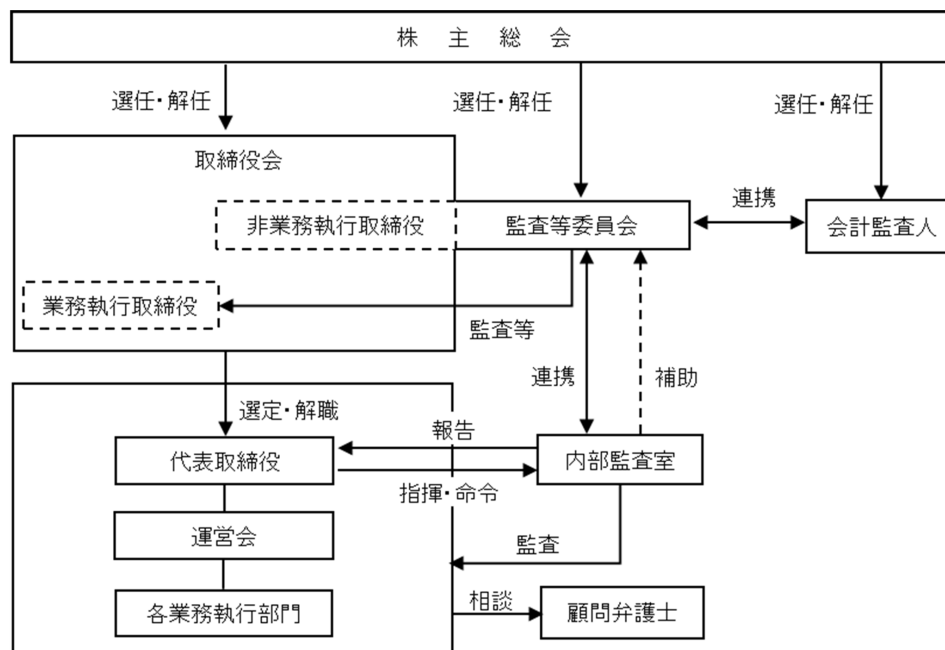 株主総会
選任・解任
選任・解任
選任・解任
取締役会
非業務執行取締役
監査等委員会
連携
会計監査人
業務執行取締役
監査等
連携
補助
選定・解職
報告
代表取締役
内部監査室
指揮・命令
運営会
監査
各業務執行部門
相談
顧問弁護士